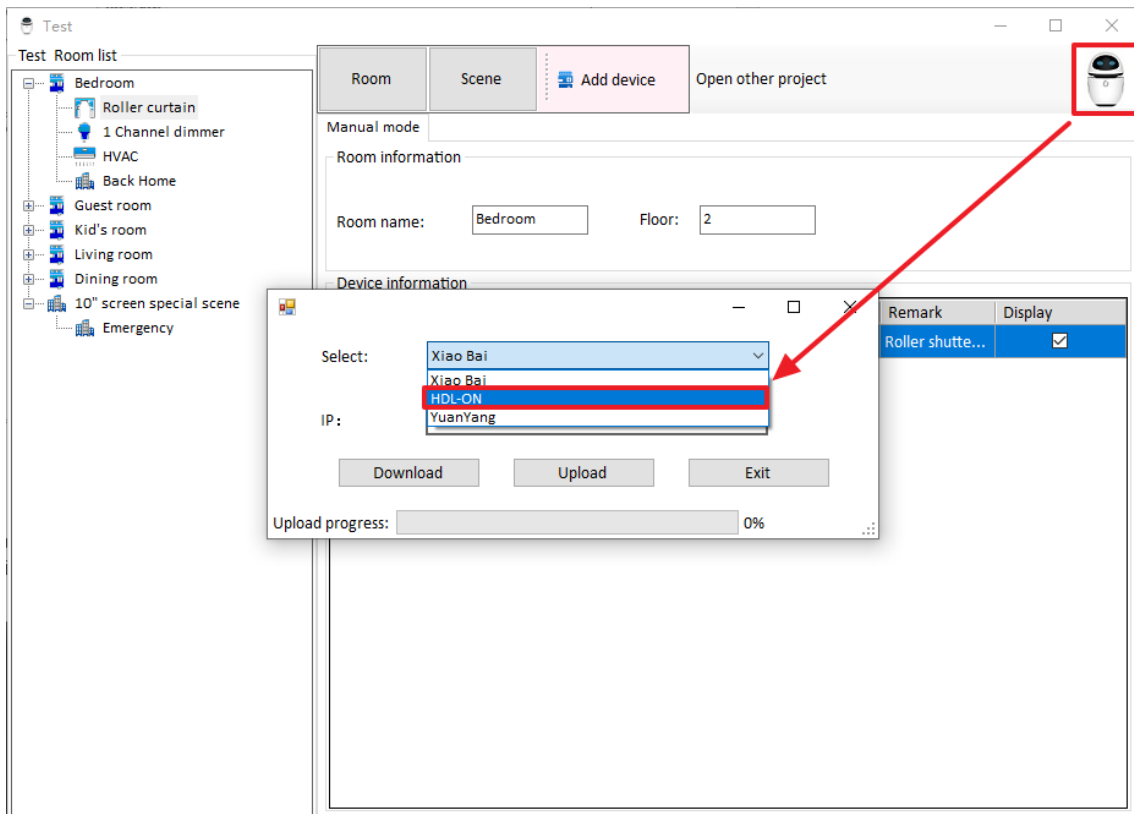 Test
Test Room list
Bedroom
Roller curtain
1 Channel dimmer
HVAC
Back Home
Guest room
Kid's room
Living room
Dining room
10" screen special scene
Emergency
Room
Scene
Add device
Open other project
Manual mode
Room information
Room name:
Bedroom
Floor:
2
Device information
Remark
Display
Roller shutte...
Select:
Xiao Bai
Xiao Bai
HDL-ON
YuanYang
IP:
Download
Upload
Exit
Upload progress:
0%